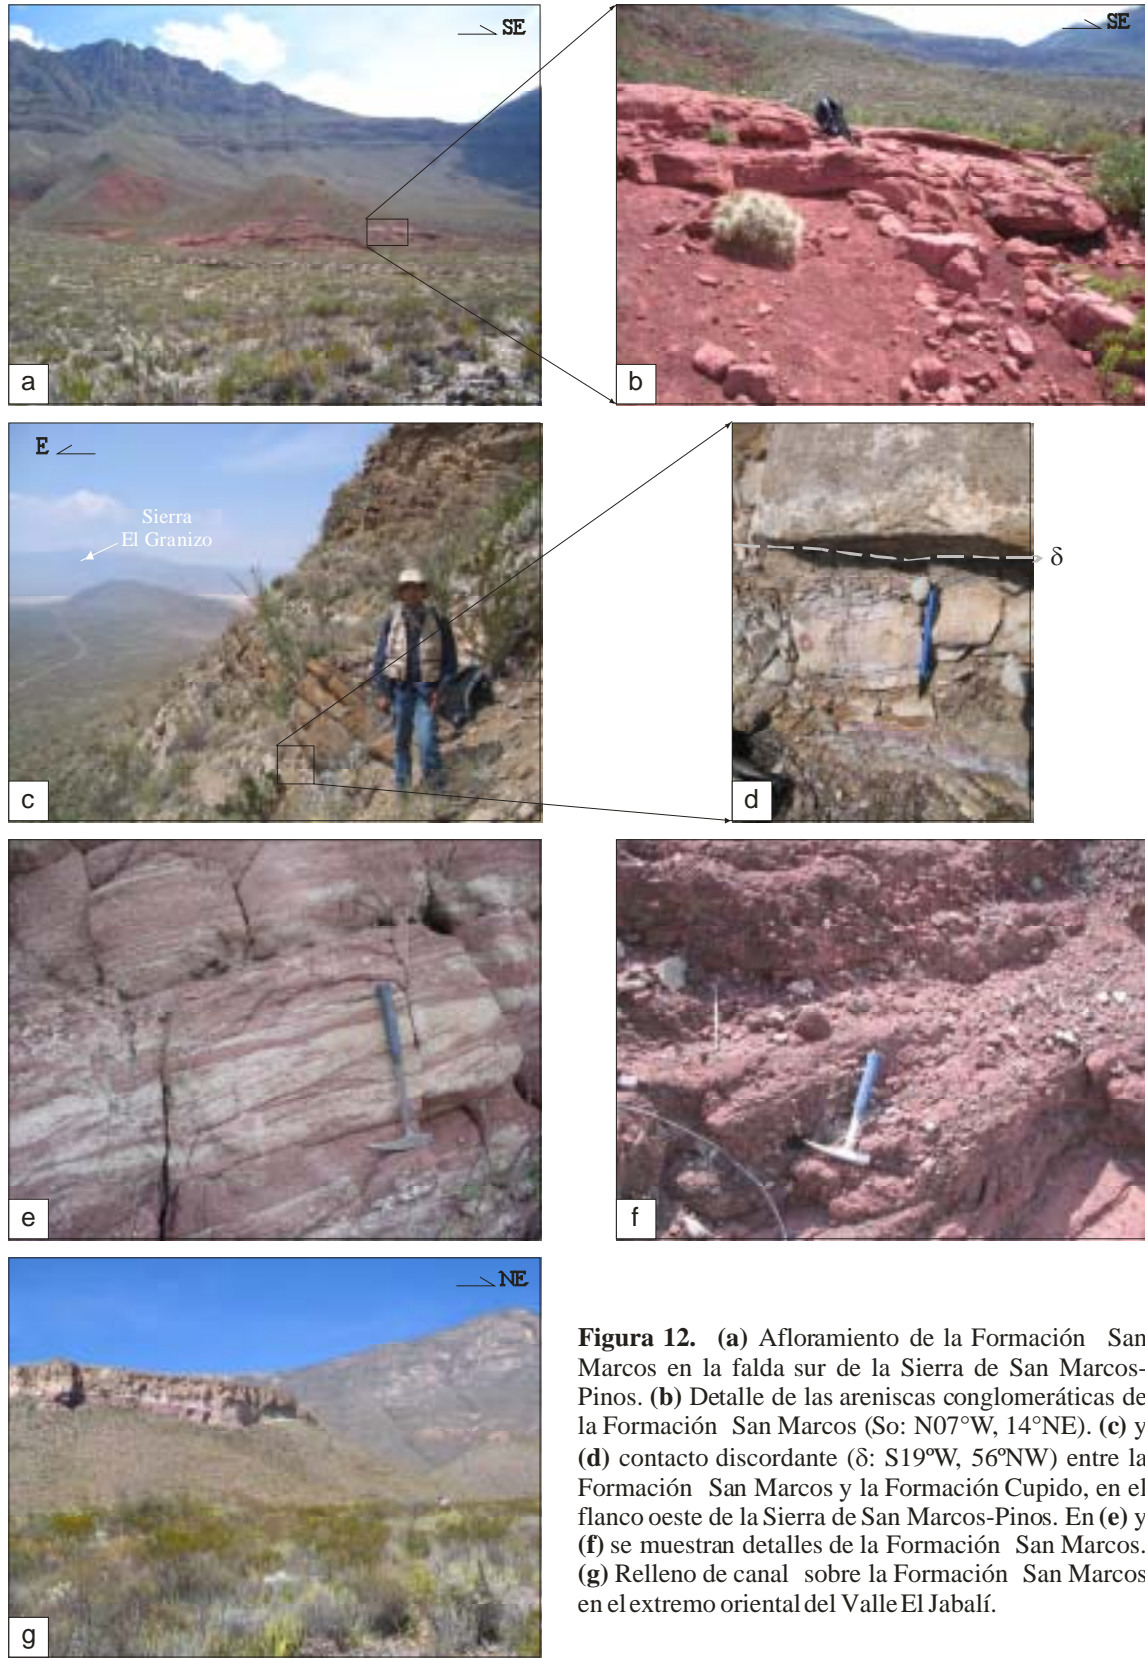 SE
SE
a
b
E
Sierra
El Granizo
δ
c
d
e
f
NE
Figura 12. (a) Afloramiento de la Formación San
Marcos en la falda sur de la Sierra de San Marcos-
Pinos. (b) Detalle de las areniscas conglomeráticas de
la Formación San Marcos (So: N07°W, 14°NE). (c) y
(d) contacto discordante (δ: S19ºW, 56ºNW) entre la
Formación San Marcos y la Formación Cupido, en el
flanco oeste de la Sierra de San Marcos-Pinos. En (e) y
(f) se muestran detalles de la Formación San Marcos.
(g) Relleno de canal sobre la Formación San Marcos
en el extremo oriental del Valle El Jabalí.
g